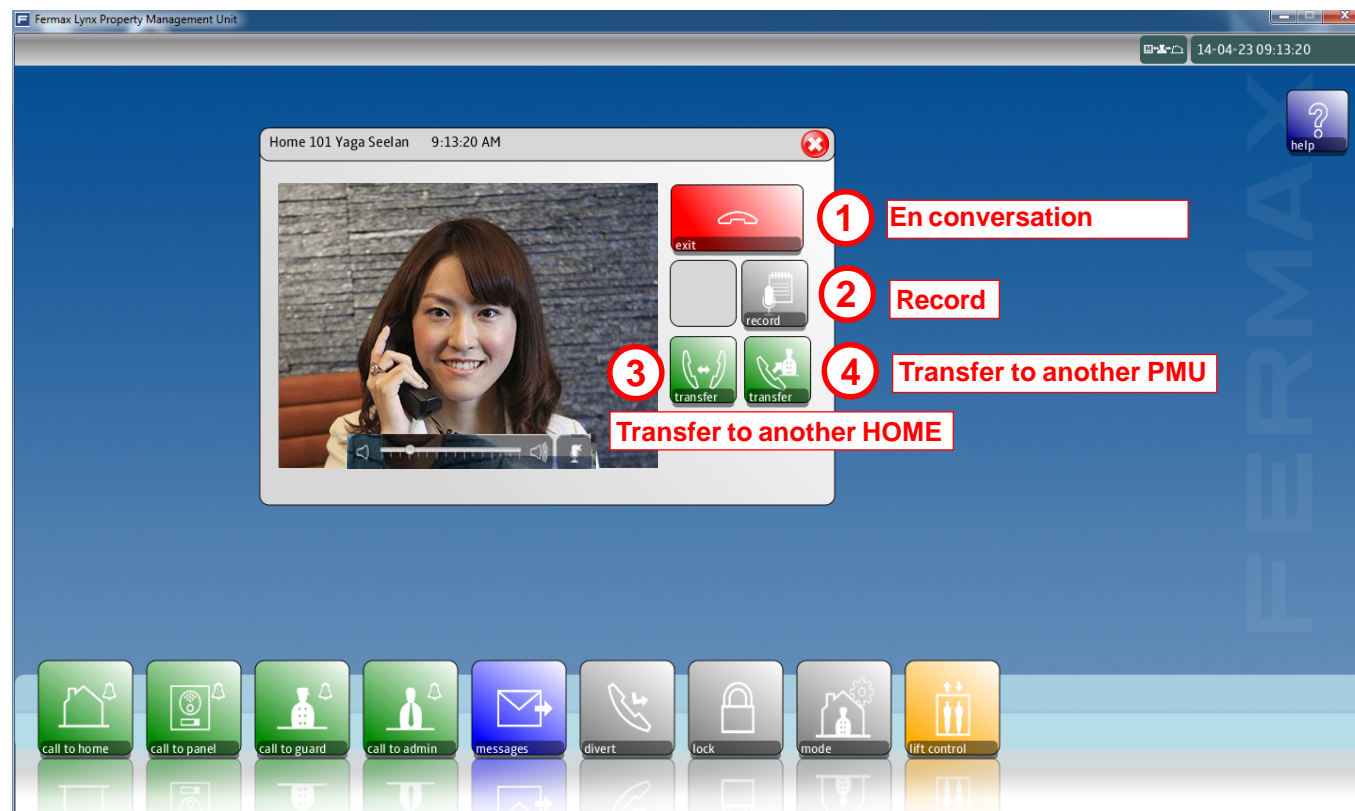 Fermax Lynx Property Management Unit
14-04-23 09:13:20
help
Home 101 Yaga Seelan 9:13:20 AM
exit
1 En conversation
record
2 Record
3
transfer
transfer
4 Transfer to another PMU
Transfer to another HOME
FERMAX
call to home
call to panel
call to guard
call to admin
messages
divert
lock
mode
lift control